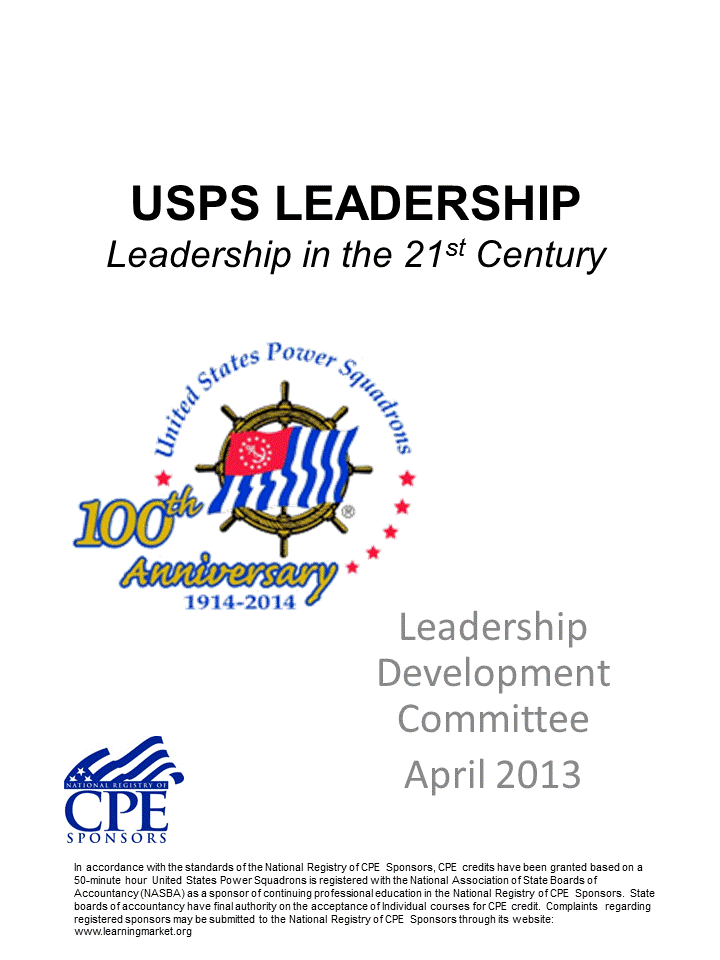 USPS LEADERSHIP
Leadership in the 21st Century
United States Power Squadrons
100th
®
Anniversary
1914-2014
Leadership
Development
Committee
April 2013
NATIONAL REGISTRY OF
CPE
SPONSORS
In accordance with the standards of the National Registry of CPE Sponsors, CPE credits have been granted based on a
50-minute hour United States Power Squadrons is registered with the National Association of State Boards of
Accountancy (NASBA) as a sponsor of continuing professional education in the National Registry of CPE Sponsors. State
boards of accountancy have final authority on the acceptance of Individual courses for CPE credit. Complaints regarding
registered sponsors may be submitted to the National Registry of CPE Sponsors through its website:
www.learningmarket.org